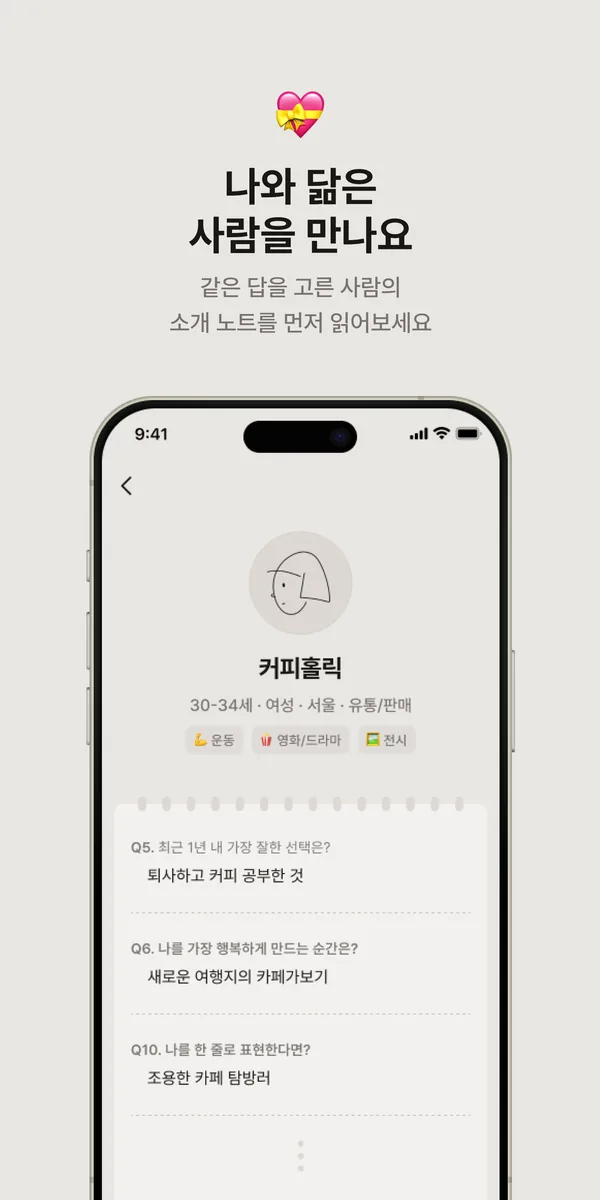 나와 닮은
사람을 만나요
같은 답을 고른 사람의
소개 노트를 먼저 읽어보세요
9:41
커피홀릭
30-34세 · 여성 · 서울 · 유통/판매
운동 영화/드라마 전시
Q5. 최근 1년 내 가장 잘한 선택은?
퇴사하고 커피 공부한 것
Q6. 나를 가장 행복하게 만드는 순간은?
새로운 여행지의 카페가보기
Q10. 나를 한 줄로 표현한다면?
조용한 카페 탐방러